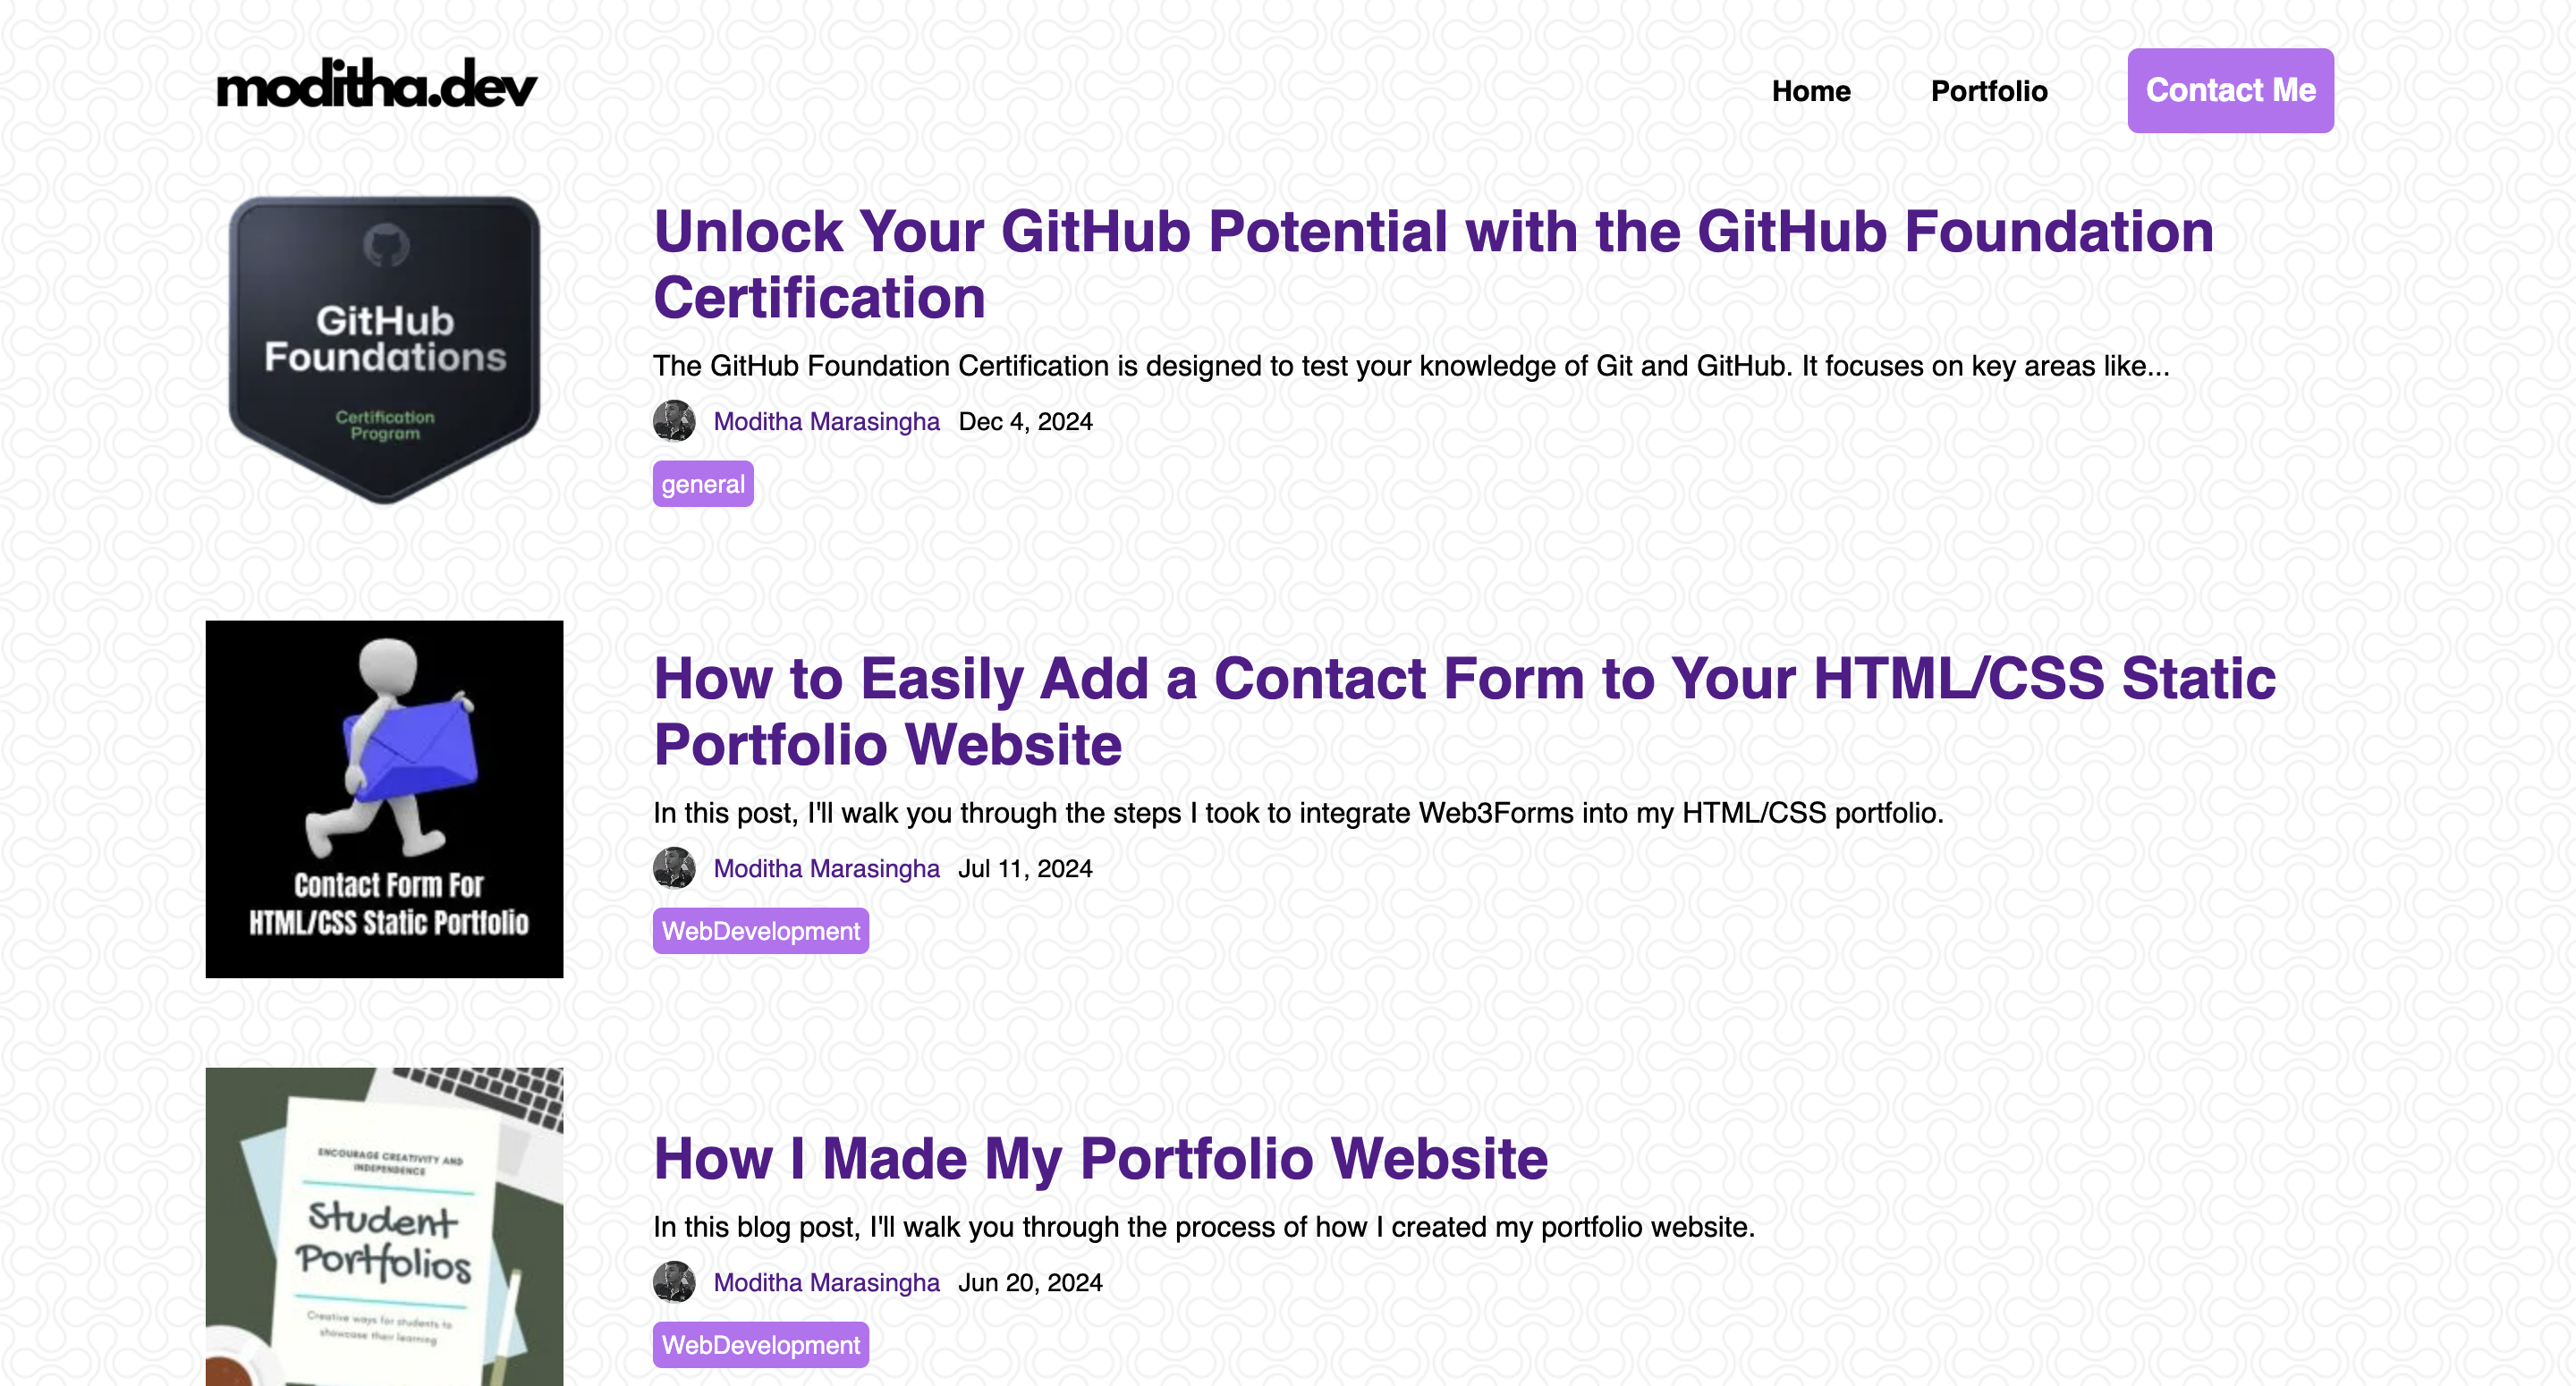 moditha.dev
Home
Portfolio
Contact Me
GitHub
Foundations
Certification
Program
Unlock Your GitHub Potential with the GitHub Foundation
Certification
The GitHub Foundation Certification is designed to test your knowledge of Git and GitHub. It focuses on key areas like...
Moditha Marasingha Dec 4, 2024
general
Contact Form For
HTML/CSS Static Portfolio
How to Easily Add a Contact Form to Your HTML/CSS Static
Portfolio Website
In this post, I'll walk you through the steps I took to integrate Web3Forms into my HTML/CSS portfolio.
Moditha Marasingha Jul 11, 2024
WebDevelopment
ENCOURAGE CREATIVITY AND
INDEPENDENCE
Student
Portfolios
Creative ways for students to
showcase their learning
How I Made My Portfolio Website
In this blog post, I'll walk you through the process of how I created my portfolio website.
Moditha Marasingha Jun 20, 2024
WebDevelopment